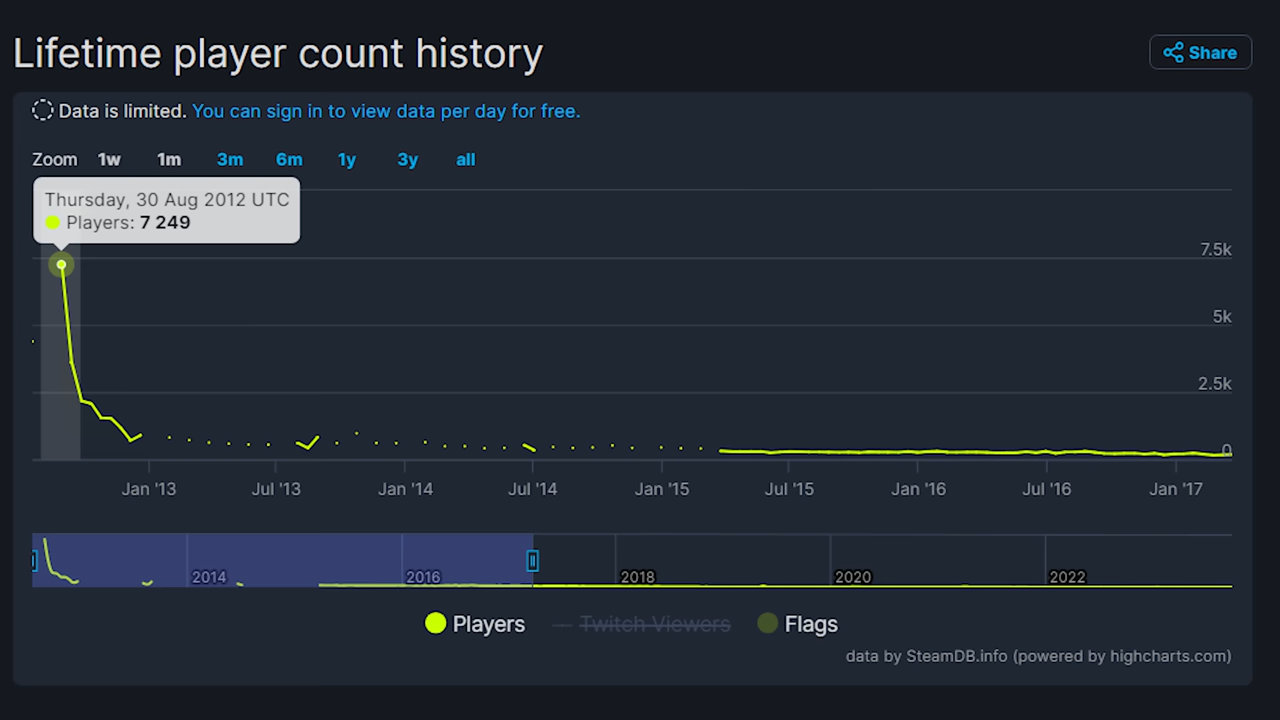 Lifetime player count history
Share
Data is limited. You can sign in to view data per day for free.
Zoom 1w 1m 3m 6m 1y 3y all
Thursday, 30 Aug 2012 UTC
Players: 7 249
7.5k
5k
2.5k
0
Jan '13 Jul '13 Jan '14 Jul '14 Jan '15 Jul '15 Jan '16 Jul '16 Jan '17
2014 2016 2018 2020 2022
Players Twitch Viewers Flags
data by SteamDB.info (powered by highcharts.com)